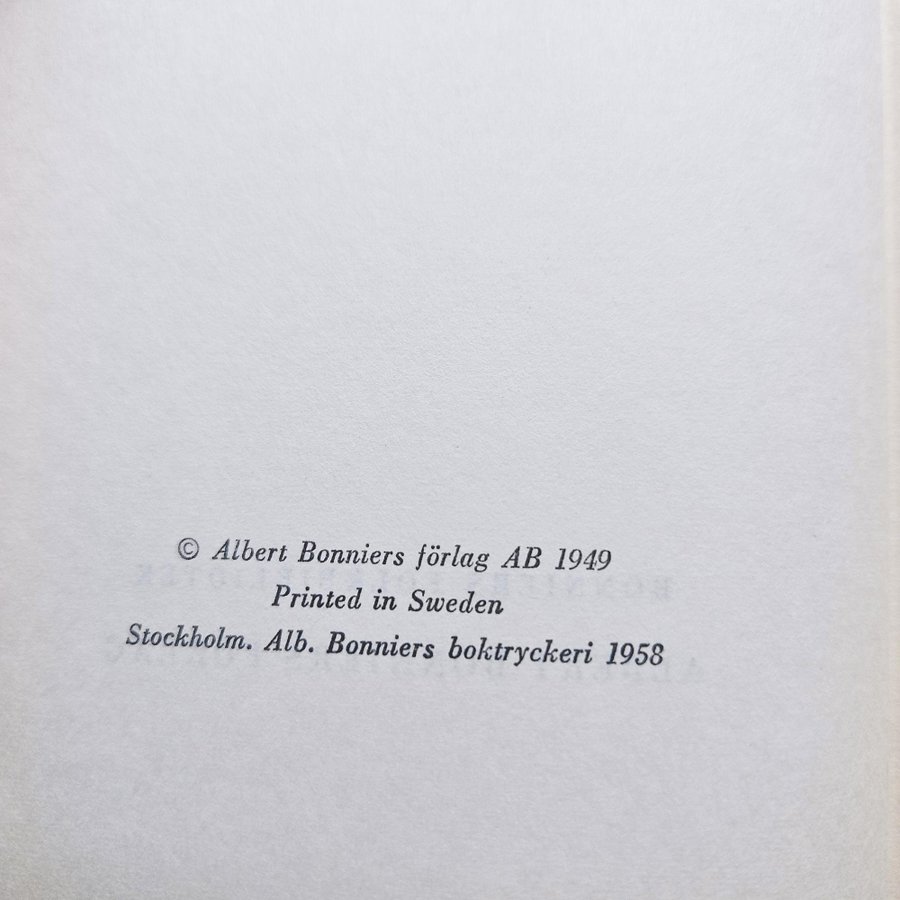 © Albert Bonniers förlag AB 1949
Printed in Sweden
Stockholm. Alb. Bonniers boktryckeri 1958